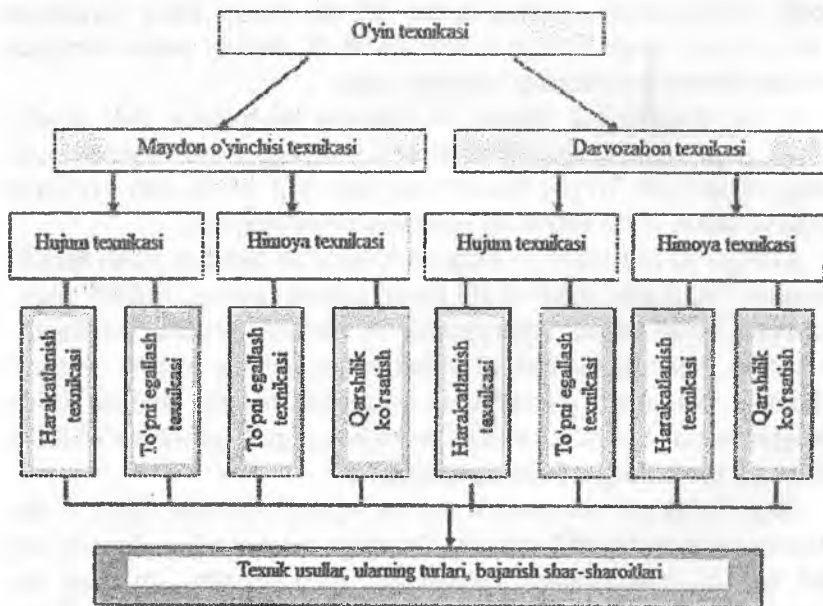 O'yin texnikasi
Maydon o'yinchisi texnikasi
Darvozabon texnikasi
Hujum texnikasi
Himoya texnikasi
Hujum texnikasi
Himoya texnikasi
Harakatlanish
texnikasi
To'pni egallash
texnikasi
To'pni egallash
texnikasi
Qarshilik
ko'rsatish
Harakatlanish
texnikasi
To'pni egallash
texnikasi
Harakatlanish
texnikasi
Qarshilik
ko'rsatish
Texnik usullar, ularning turlari, bajarish shar-sharoitlari